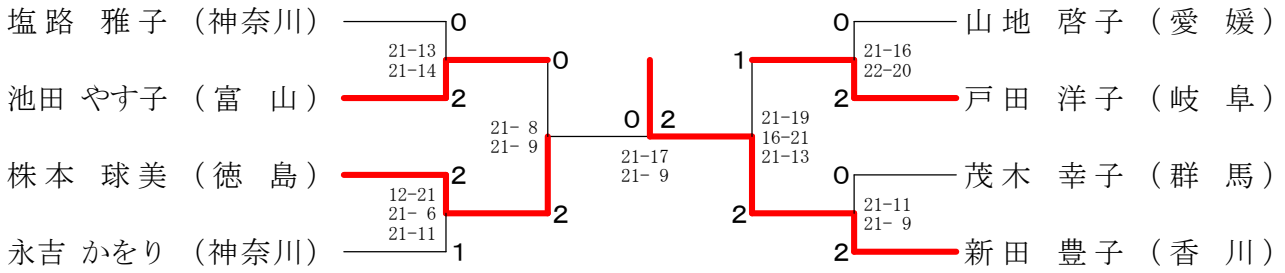 塩路 雅子 (神奈川) 0 0 山地 啓子 (愛 媛)
21-13 21-16
21-14 0 1 22-20
池田 やす子 (富 山) 2 2 戸田 洋子 (岐 阜)
21- 8 0 2 21-19
21- 9 21-17 16-21
21- 9 21-13
株本 球美 (徳 島) 2 0 茂木 幸子 (群 馬)
12-21 21-11
21- 6 2 2 21- 9
21-11
永吉 かをり (神奈川) 1 2 新田 豊子 (香 川)